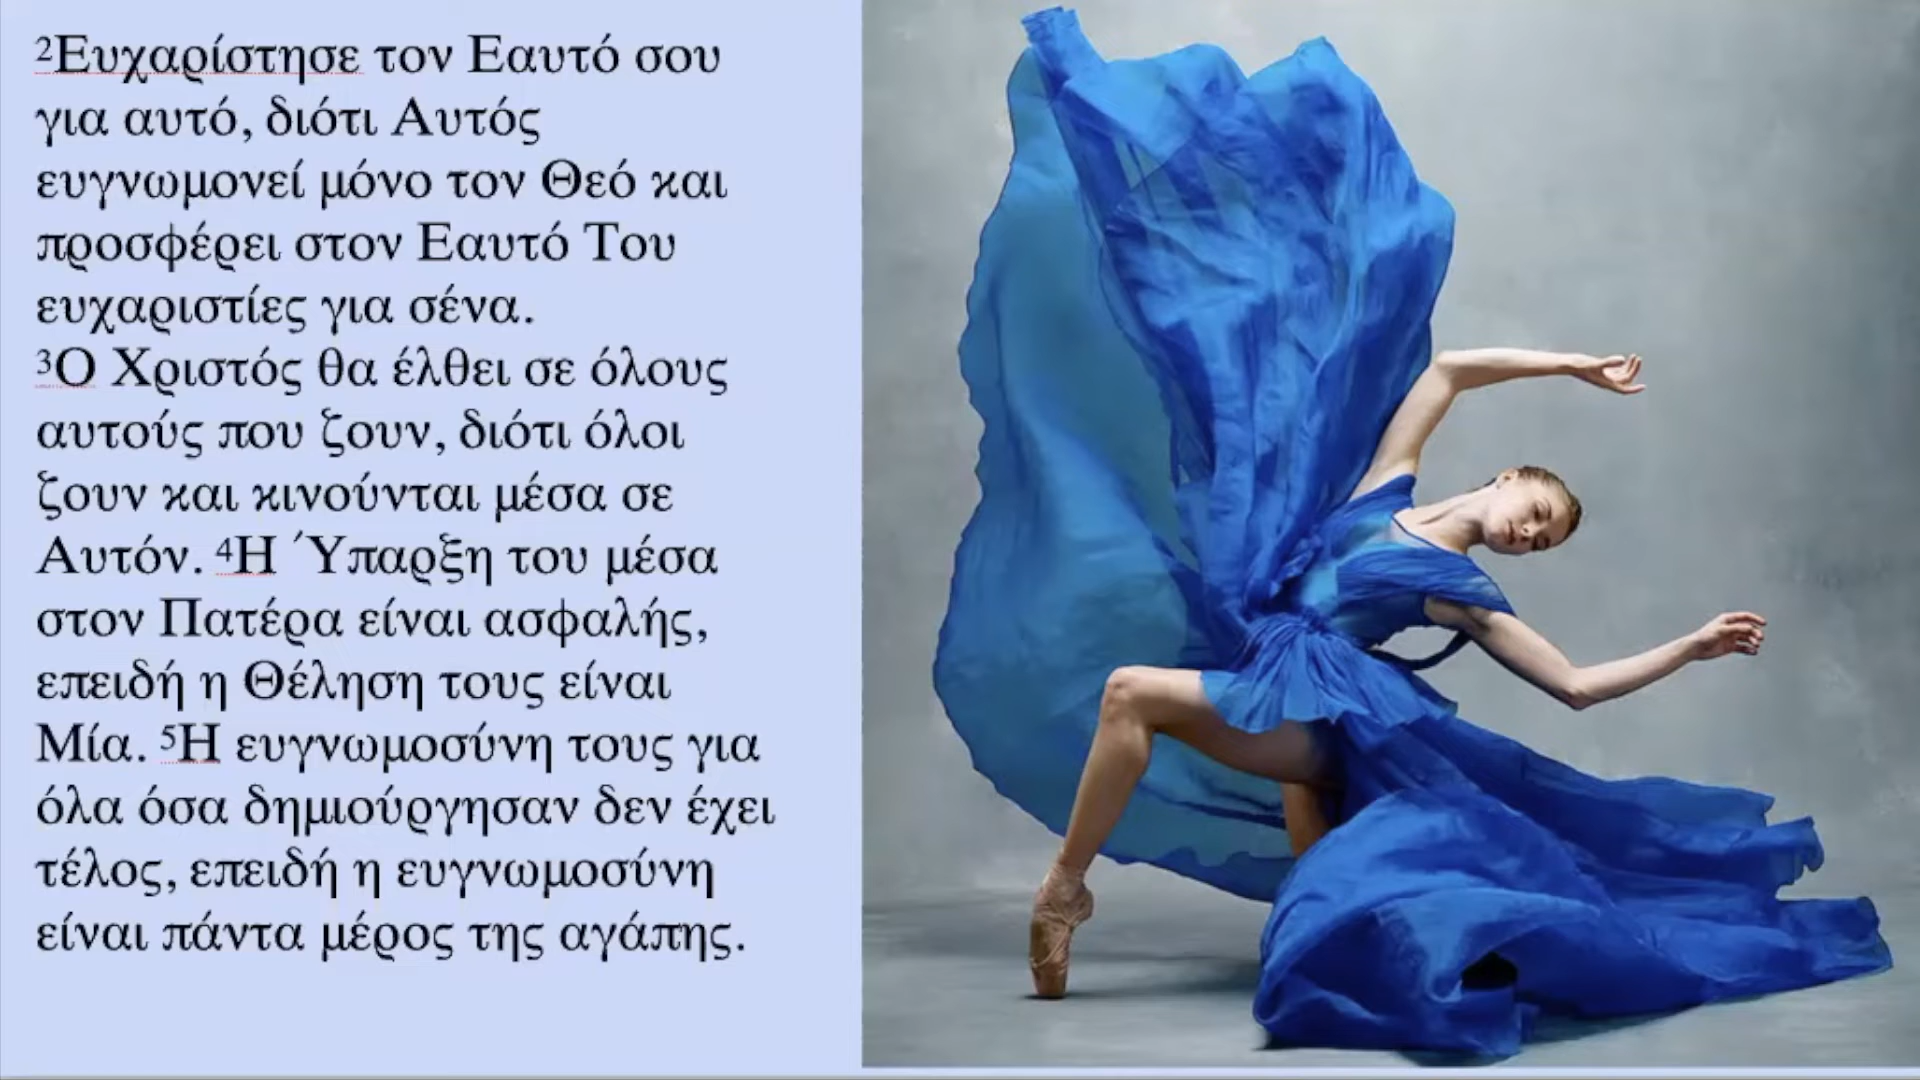 ²Ευχαρίστησε τον Εαυτό σου
για αυτό, διότι Αυτός
ευγνωμονεί μόνο τον Θεό και
προσφέρει στον Εαυτό Του
ευχαριστίες για σένα.
³Ο Χριστός θα έλθει σε όλους
αυτούς που ζουν, διότι όλοι
ζουν και κινούνται μέσα σε
Αυτόν. ⁴Η Ύπαρξη του μέσα
στον Πατέρα είναι ασφαλής,
επειδή η Θέληση τους είναι
Μία. ⁵Η ευγνωμοσύνη τους για
όλα όσα δημιούργησαν δεν έχει
τέλος, επειδή η ευγνωμοσύνη
είναι πάντα μέρος της αγάπης.